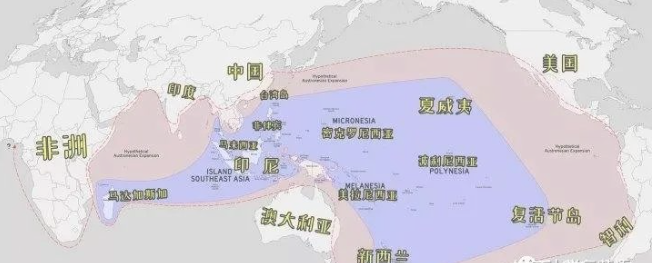 中国
美国
Hypothetical
Austronesian Expansion
印度
台湾岛
夏威夷
MICRONESIA
菲律宾
密克罗尼西亚
非洲
Hypothetical
Austronesian Expansion
马来西亚
Hypothetical
Austronesian Expansion
印尼
波利尼西亚
POLYNESIA
ISLAND
SOUTHEAST ASIA
MELANESIA
马达加斯加
美拉尼西亚
澳大利亚
复活节岛
智利
新西兰